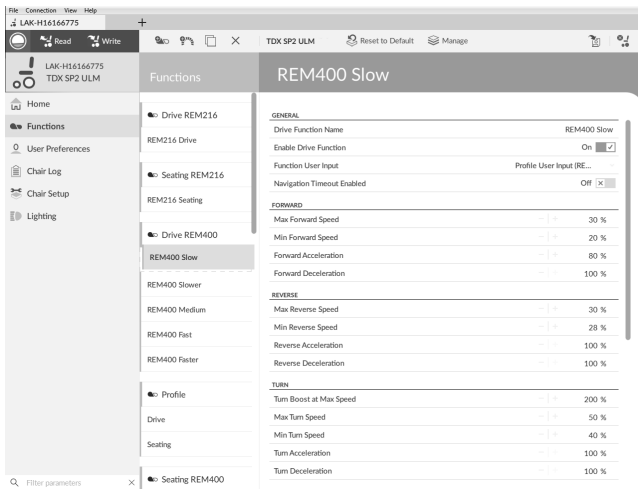 File Connection View Help
LAK-H16166775
Read Write TDX SP2 ULM Reset to Default Manage
LAK-H16166775
TDX SP2 ULM
Functions
REM400 Slow
Home
Functions
User Preferences
Chair Log
Chair Setup
Lighting
Filter parameters
Drive REM216
REM216 Drive
Seating REM216
REM216 Seating
Drive REM400
REM400 Slow
REM400 Slower
REM400 Medium
REM400 Fast
REM400 Faster
Profile
Drive
Seating
Seating REM400
GENERAL
Drive Function Name REM400 Slow
Enable Drive Function On
Function User Input Profile User Input (RE...
Navigation Timeout Enabled Off
FORWARD
Max Forward Speed − + 30 %
Min Forward Speed − + 20 %
Forward Acceleration − + 80 %
Forward Deceleration − + 100 %
REVERSE
Max Reverse Speed − + 30 %
Min Reverse Speed − + 28 %
Reverse Acceleration − + 100 %
Reverse Deceleration − + 100 %
TURN
Turn Boost at Max Speed − + 200 %
Max Turn Speed − + 50 %
Min Turn Speed − + 40 %
Turn Acceleration − + 100 %
Turn Deceleration − + 100 %